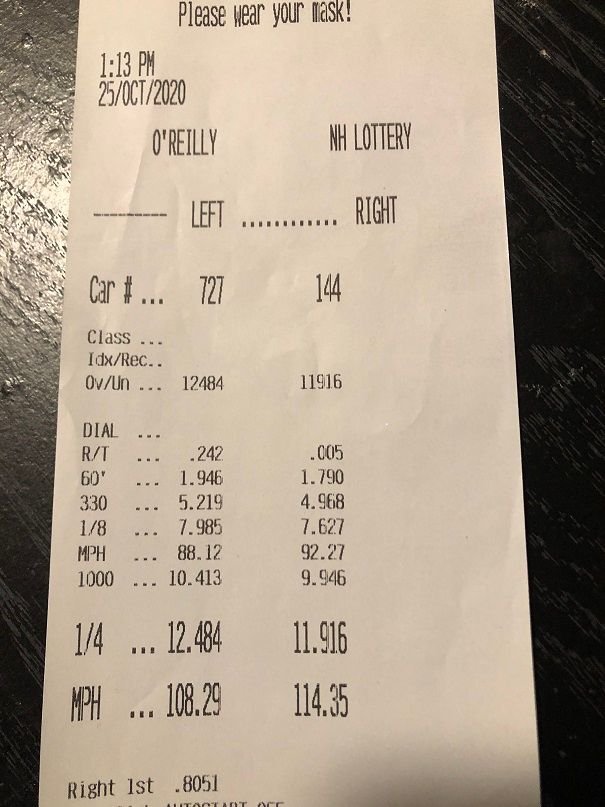 Please wear your mask!
1:13 PM
25/OCT/2020
O'REILLY NH LOTTERY
--------- LEFT ............ RIGHT
Car # ... 727 144
Class ...
Idx/Rec..
Ov/Un ... 12484 11916
DIAL ...
R/T ... .242 .005
60' ... 1.946 1.790
330 ... 5.219 4.968
1/8 ... 7.985 7.627
MPH ... 88.12 92.27
1000 ... 10.413 9.946
1/4 ... 12.484 11.916
MPH ... 108.29 114.35
Right 1st .8051
AUTOSTART OFF